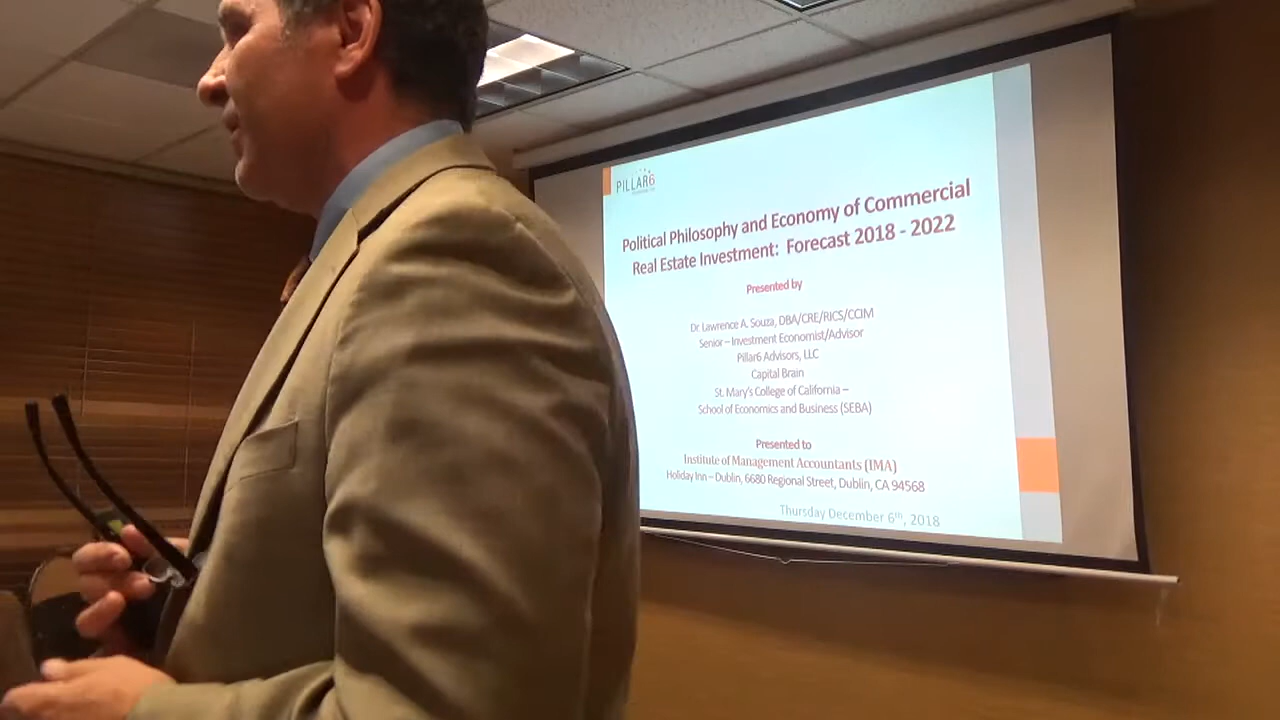 PILLAR6
Political Philosophy and Economy of Commercial
Real Estate Investment: Forecast 2018 - 2022
Presented by
Dr. Lawrence A. Souza, DBA/CRE/RICS/CCIM
Senior – Investment Economist/Advisor
Pillar6 Advisors, LLC
Capital Brain
St. Mary's College of California –
School of Economics and Business (SEBA)
Presented to
Institute of Management Accountants (IMA)
Holiday Inn – Dublin, 6680 Regional Street, Dublin, CA 94568
Thursday December 6th, 2018